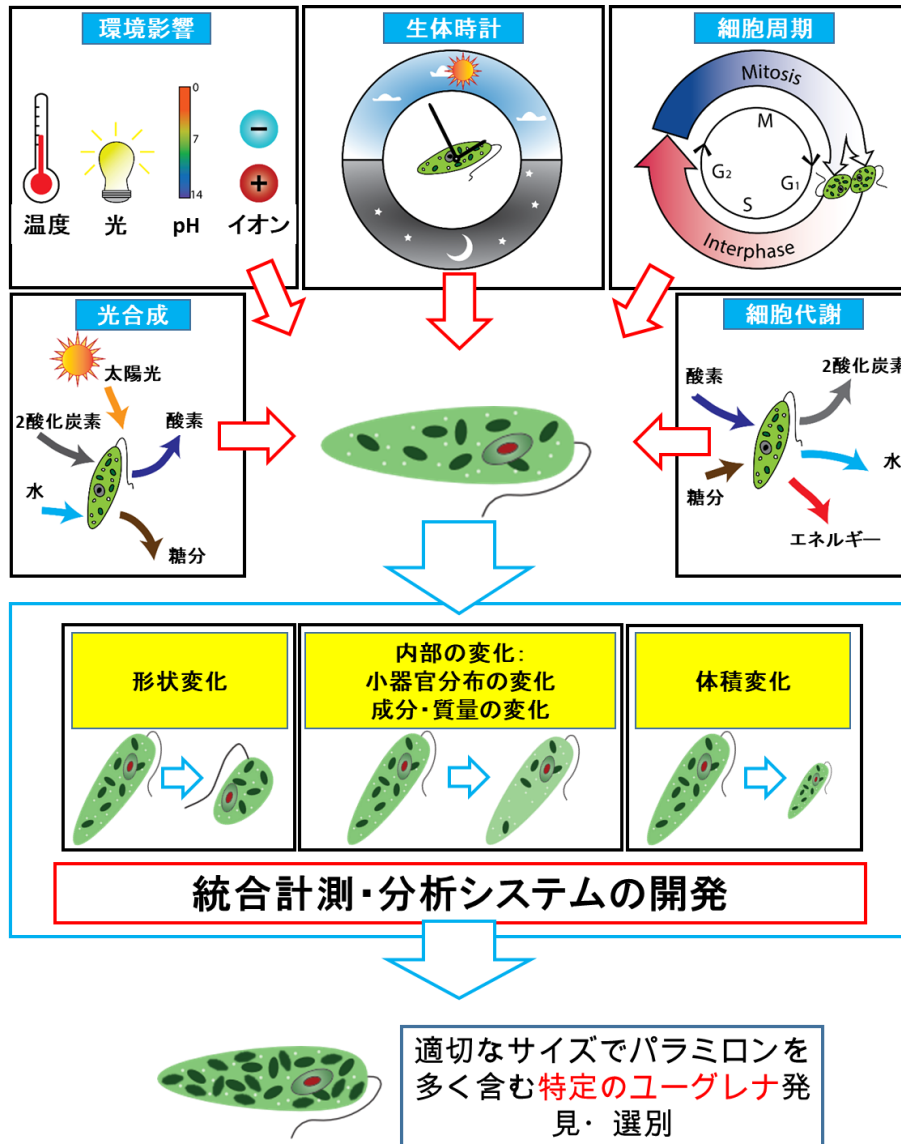 環境影響
0
7
14
温度
光
pH
イオン
生体時計
細胞周期
Mitosis
M
G₂
G₁
S
Interphase
光合成
太陽光
2酸化炭素
酸素
水
糖分
細胞代謝
酸素
2酸化炭素
水
糖分
エネルギー
形状変化
内部の変化:
小器官分布の変化
成分・質量の変化
体積変化
統合計測・分析システムの開発
適切なサイズでパラミロンを
多く含む特定のユーグレナ発
見・選別